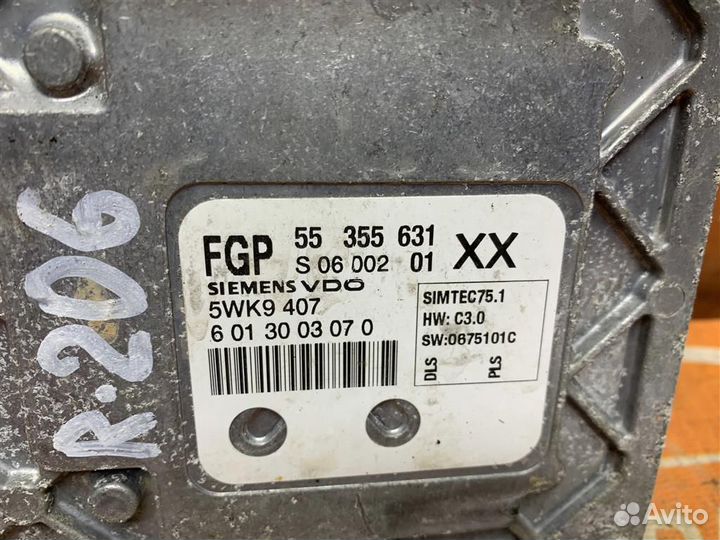 R.206
FGP 55 355 631 XX
S 06 002 01
SIEMENS VDO
5WK9 407
6 01 30 03 07 0
SIMTEC75.1
HW: C3.0
SW:0675101C
DLS PLS
Avito